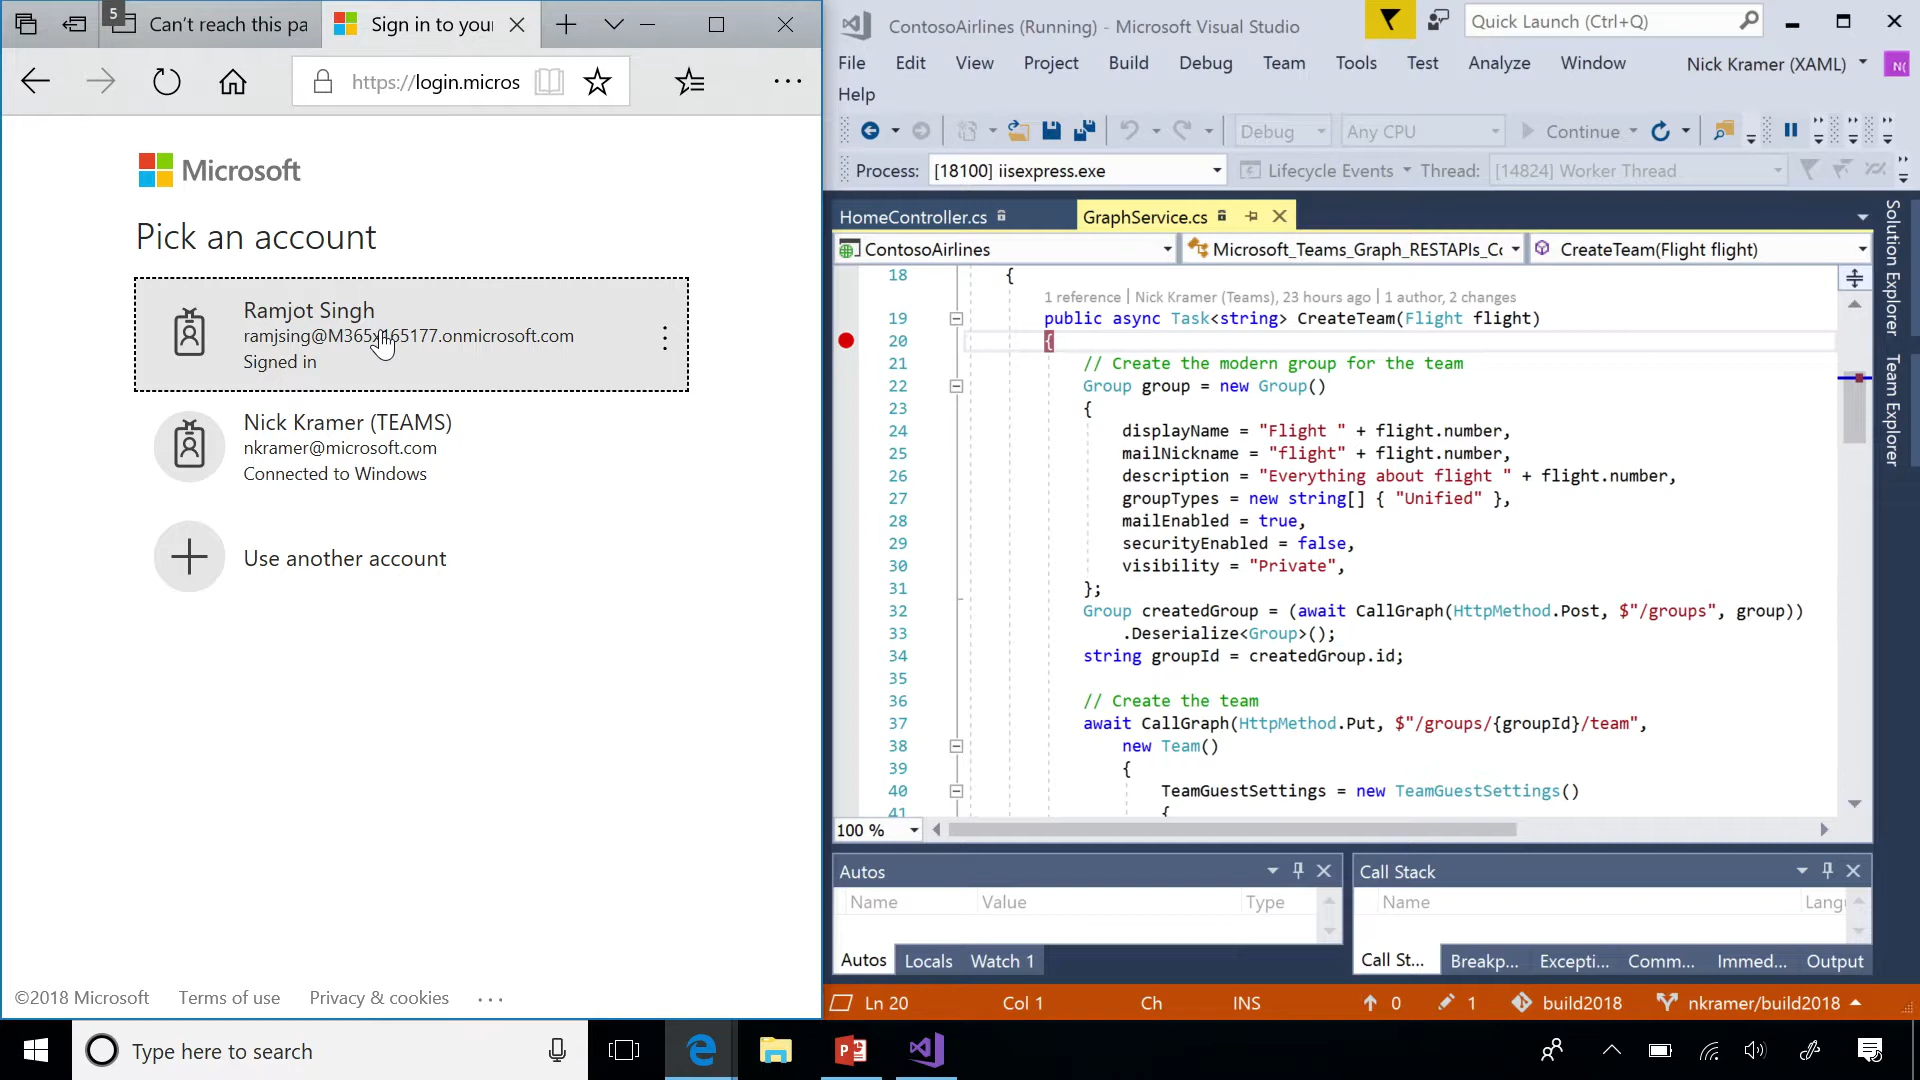 5
Can't reach this pa
Sign in to your
https://login.micros
Microsoft
Pick an account
Ramjot Singh
Signed in
Nick Kramer (TEAMS)
nkramer@microsoft.com
Connected to Windows
Use another account
©2018 Microsoft
Terms of use
Privacy & cookies
ContosoAirlines (Running) - Microsoft Visual Studio
Quick Launch (Ctrl+Q)
File Edit View Project Build Debug Team Tools Test Analyze Window
Nick Kramer (XAML)
N(
Help
Debug
Any CPU
Continue
Process: [18100] iisexpress.exe
Lifecycle Events
Thread: [14824] Worker Thread
HomeController.cs
GraphService.cs
ContosoAirlines
Microsoft_Teams_Graph_RESTAPIs_Cc
CreateTeam(Flight flight)
18 {
1 reference | Nick Kramer (Teams), 23 hours ago | 1 author, 2 changes
19 public async Task<string> CreateTeam(Flight flight)
20 {
21 // Create the modern group for the team
22 Group group = new Group()
23 {
24 displayName = "Flight " + flight.number,
25 mailNickname = "flight" + flight.number,
26 description = "Everything about flight " + flight.number,
27 groupTypes = new string[] { "Unified" },
28 mailEnabled = true,
29 securityEnabled = false,
30 visibility = "Private",
31 };
32 Group createdGroup = (await CallGraph(HttpMethod.Post, $"/groups", group))
33 .Deserialize<Group>();
34 string groupId = createdGroup.id;
35
36 // Create the team
37 await CallGraph(HttpMethod.Put, $"/groups/{groupId}/team",
38 new Team()
39 {
40 TeamGuestSettings = new TeamGuestSettings()
41 {
Solution Explorer
Team Explorer
100 %
Autos
Name Value Type
Autos Locals Watch 1
Call Stack
Name Lang
Call St... Breakp... Excepti... Comm... Immed... Output
Ln 20 Col 1 Ch INS
0
1
build2018
nkramer/build2018
Type here to search